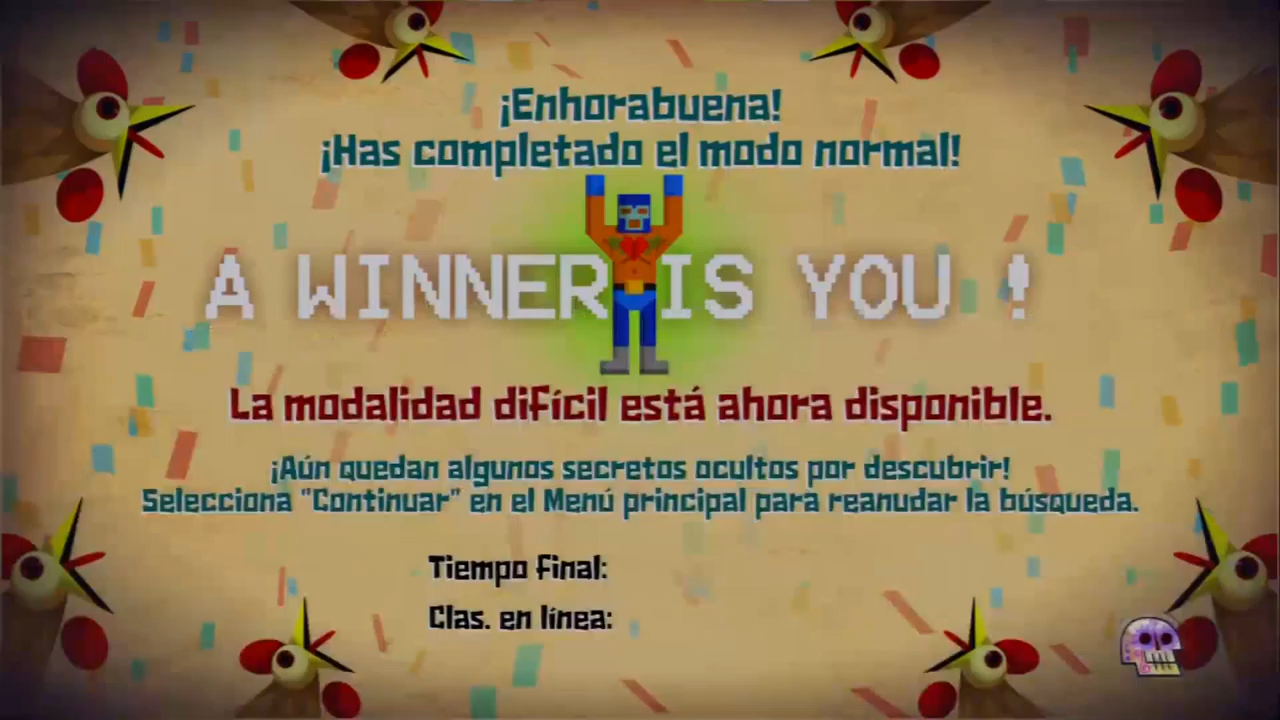 ¡Enhorabuena!
¡Has completado el modo normal!
A WINNER IS YOU !
La modalidad difícil está ahora disponible.
¡Aún quedan algunos secretos ocultos por descubrir!
Selecciona "Continuar" en el Menú principal para reanudar la búsqueda.
Tiempo final:
Clas. en línea: